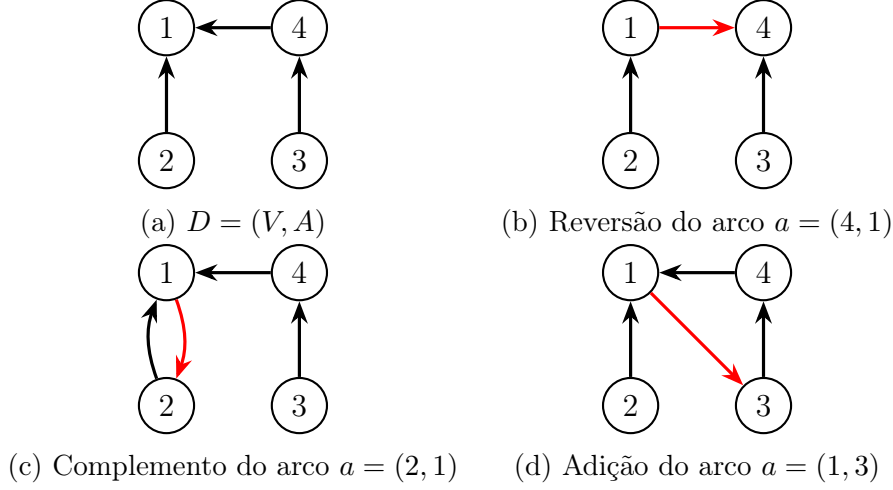 1 4
2 3
(a) D = (V, A)
1 4
2 3
(b) Reversão do arco a = (4, 1)
1 4
2 3
(c) Complemento do arco a = (2, 1)
1 4
2 3
(d) Adição do arco a = (1, 3)